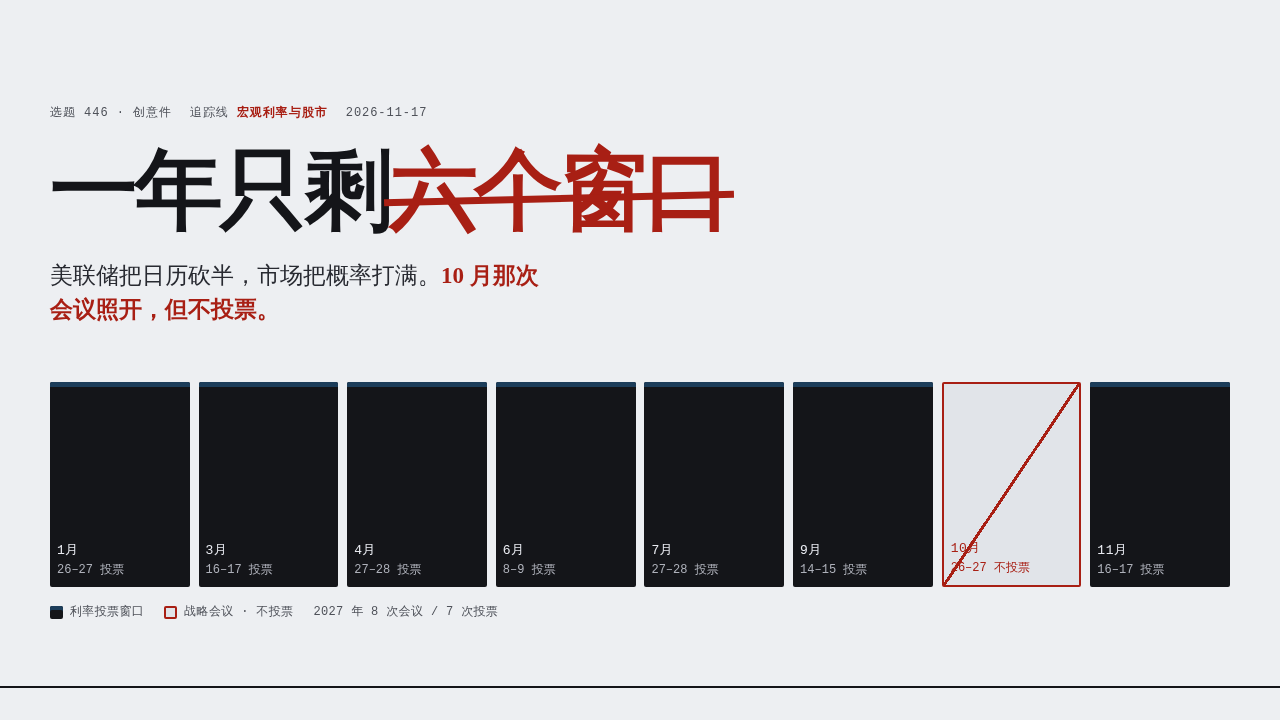 选题 446 · 创意件 追踪线 宏观利率与股市 2026-11-17
一年只剩六个窗口
美联储把日历砍半，市场把概率打满。10 月那次
会议照开，但不投票。
1月
26–27 投票
3月
16–17 投票
4月
27–28 投票
6月
8–9 投票
7月
27–28 投票
9月
14–15 投票
10月
26–27 不投票
11月
16–17 投票
利率投票窗口 战略会议 · 不投票 2027 年 8 次会议 / 7 次投票